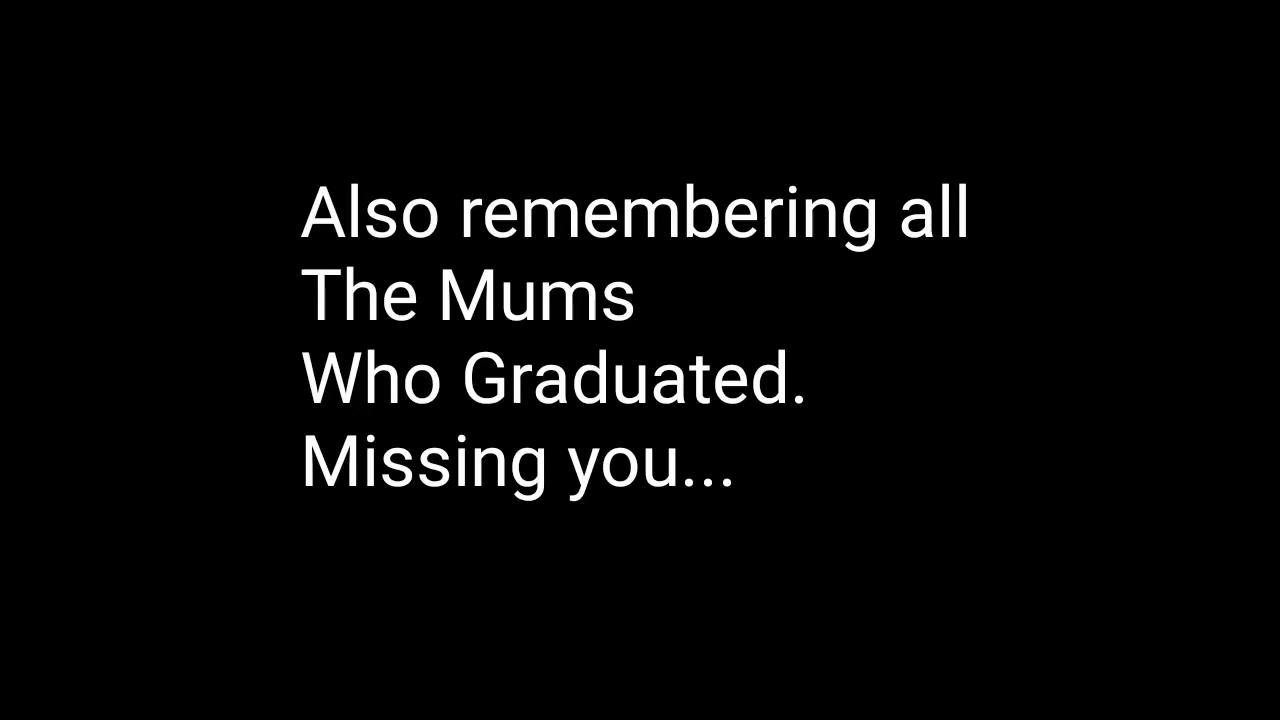 Also remembering all
The Mums
Who Graduated.
Missing you...